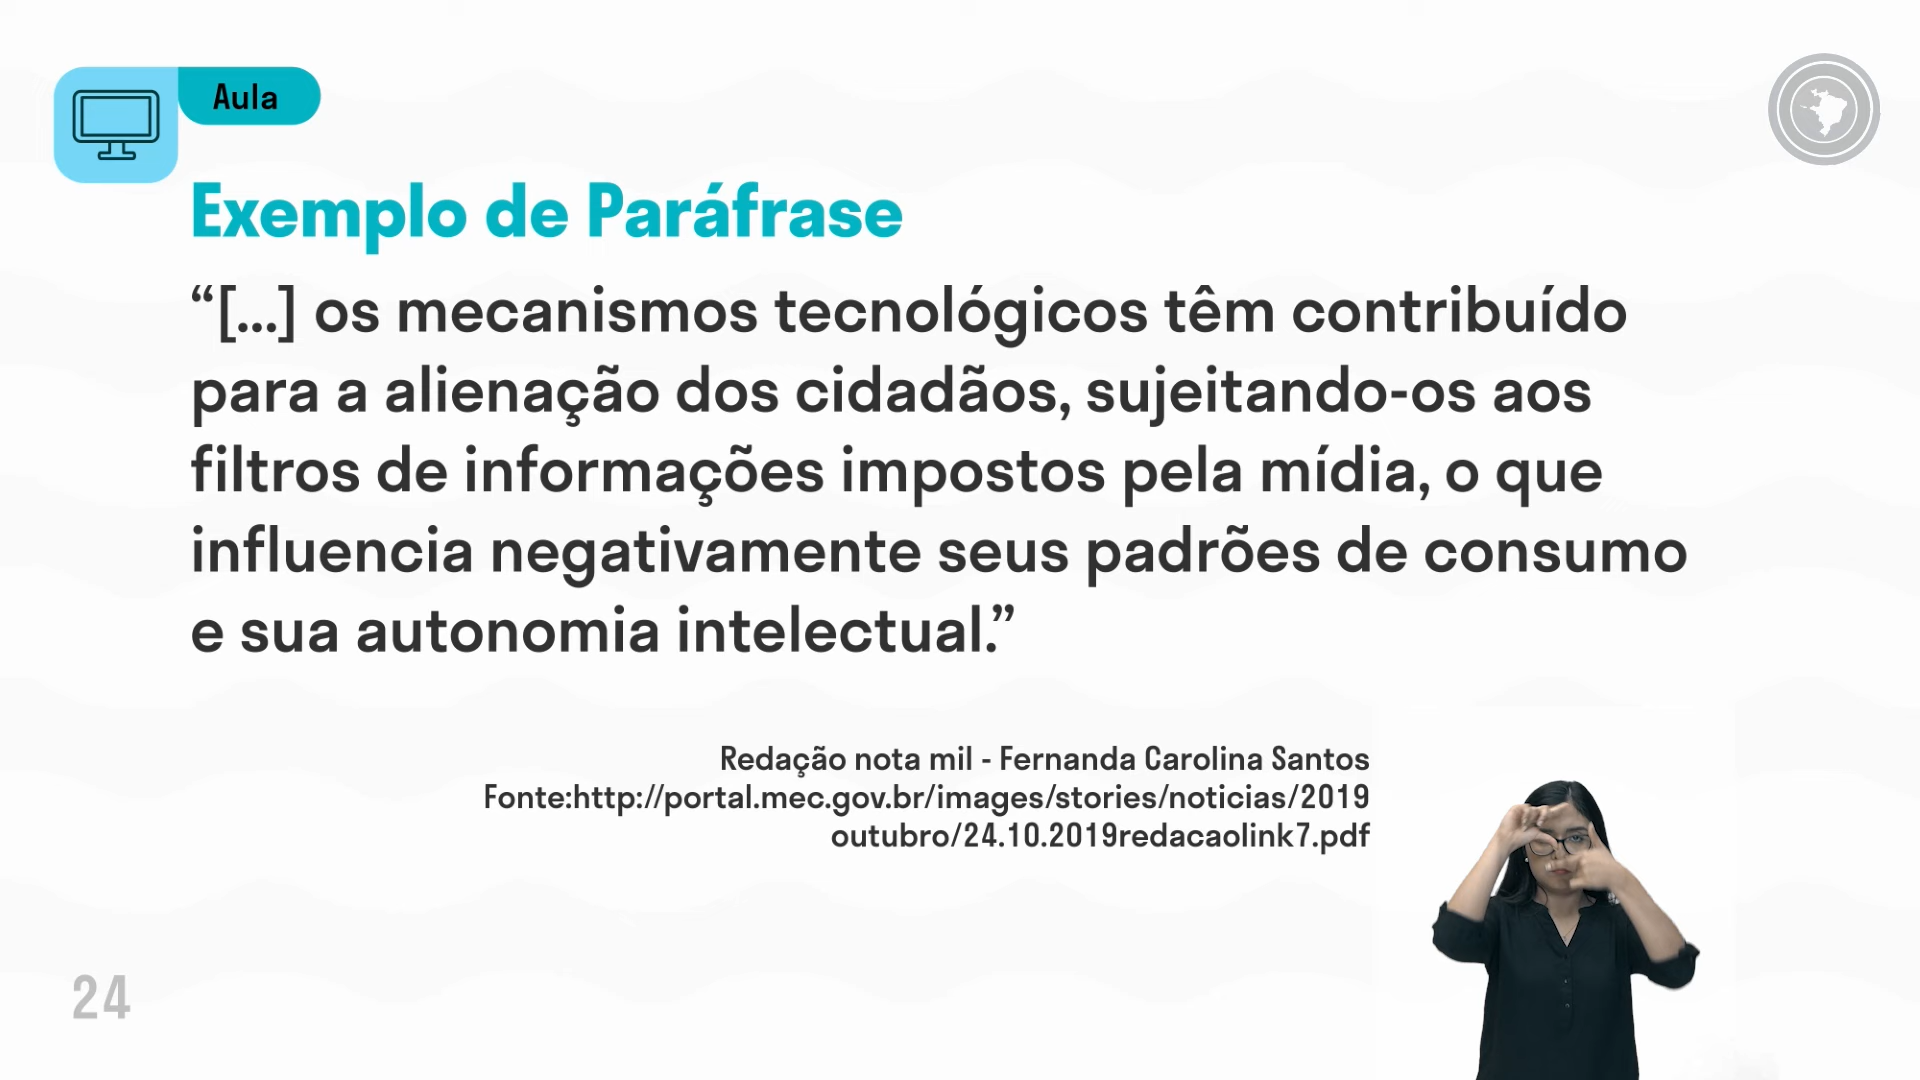 Aula
Exemplo de Paráfrase
“[...] os mecanismos tecnológicos têm contribuído
para a alienação dos cidadãos, sujeitando-os aos
filtros de informações impostos pela mídia, o que
influencia negativamente seus padrões de consumo
e sua autonomia intelectual.”
Redação nota mil - Fernanda Carolina Santos
Fonte:http://portal.mec.gov.br/images/stories/noticias/2019
outubro/24.10.2019redacaolink7.pdf
24